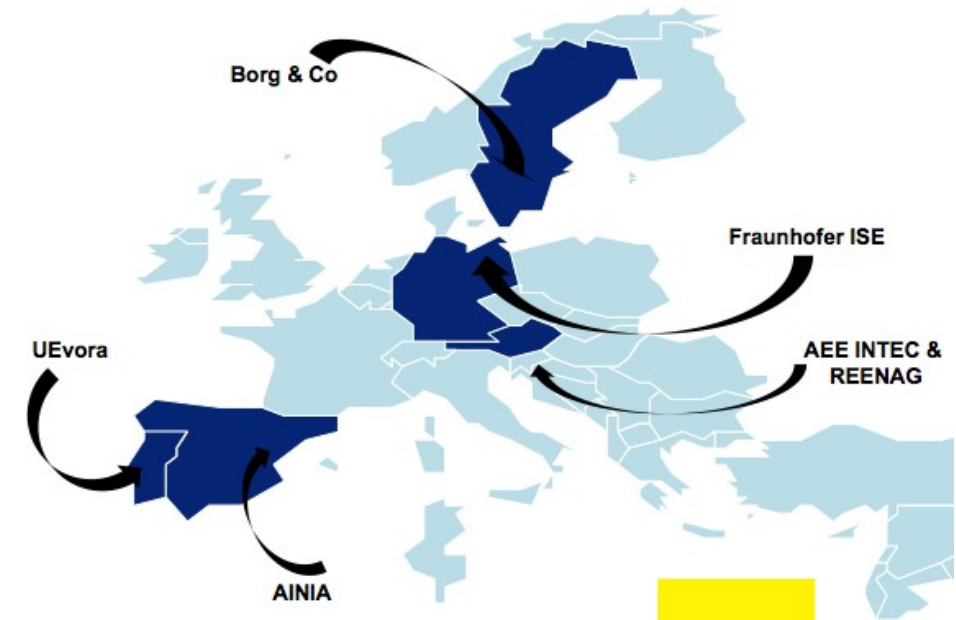 Borg & Co
Fraunhofer ISE
UEvora
AEE INTEC &
REENAG
AINIA